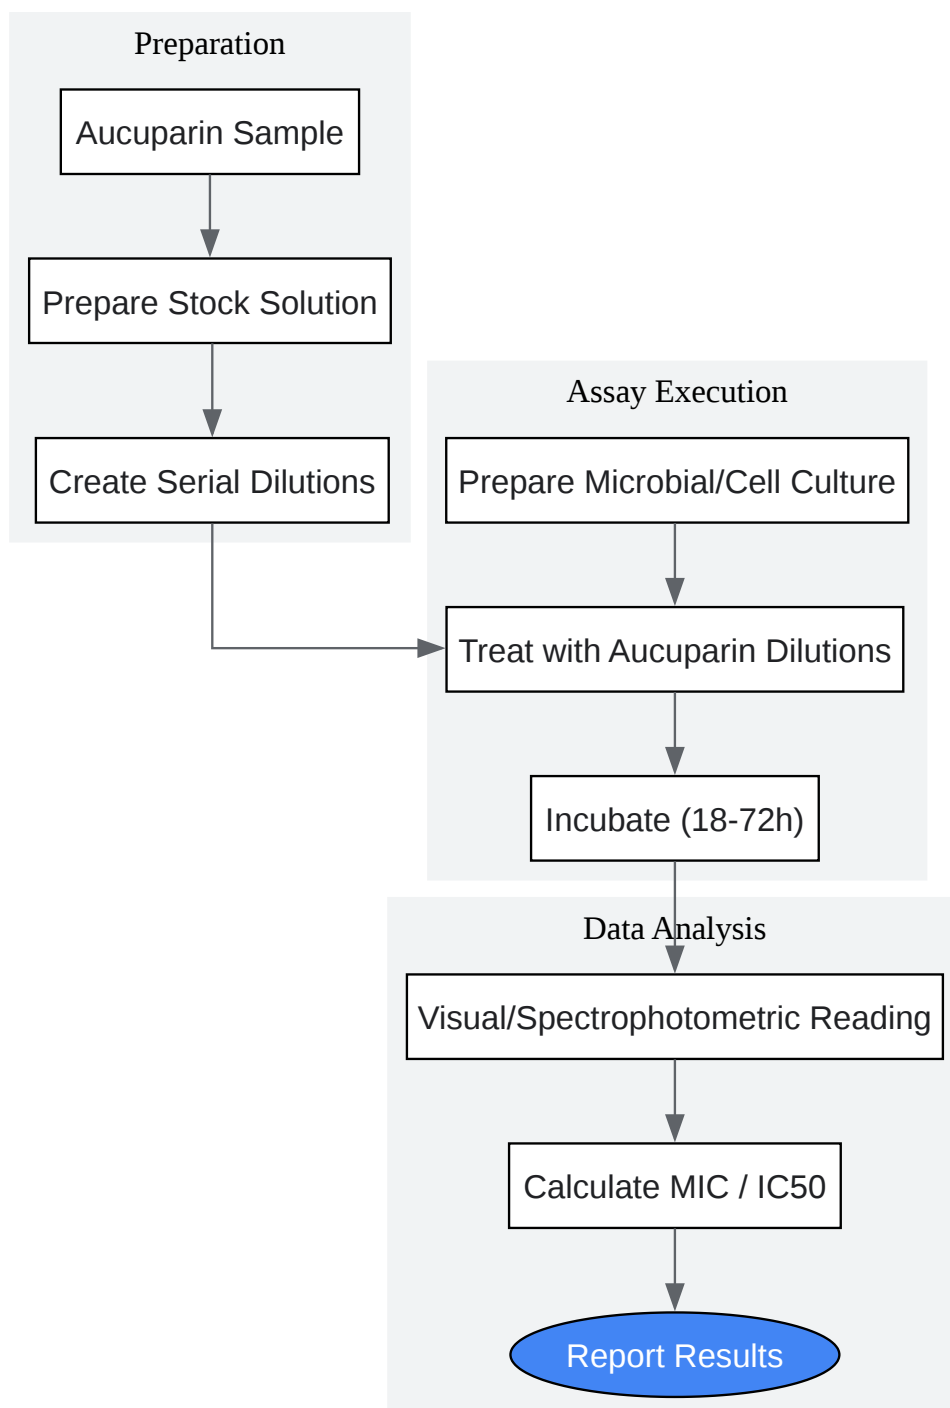 Preparation
Aucuparin Sample
Prepare Stock Solution
Create Serial Dilutions
Assay Execution
Prepare Microbial/Cell Culture
Treat with Aucuparin Dilutions
Incubate (18-72h)
Data Analysis
Visual/Spectrophotometric Reading
Calculate MIC / IC50
Report Results